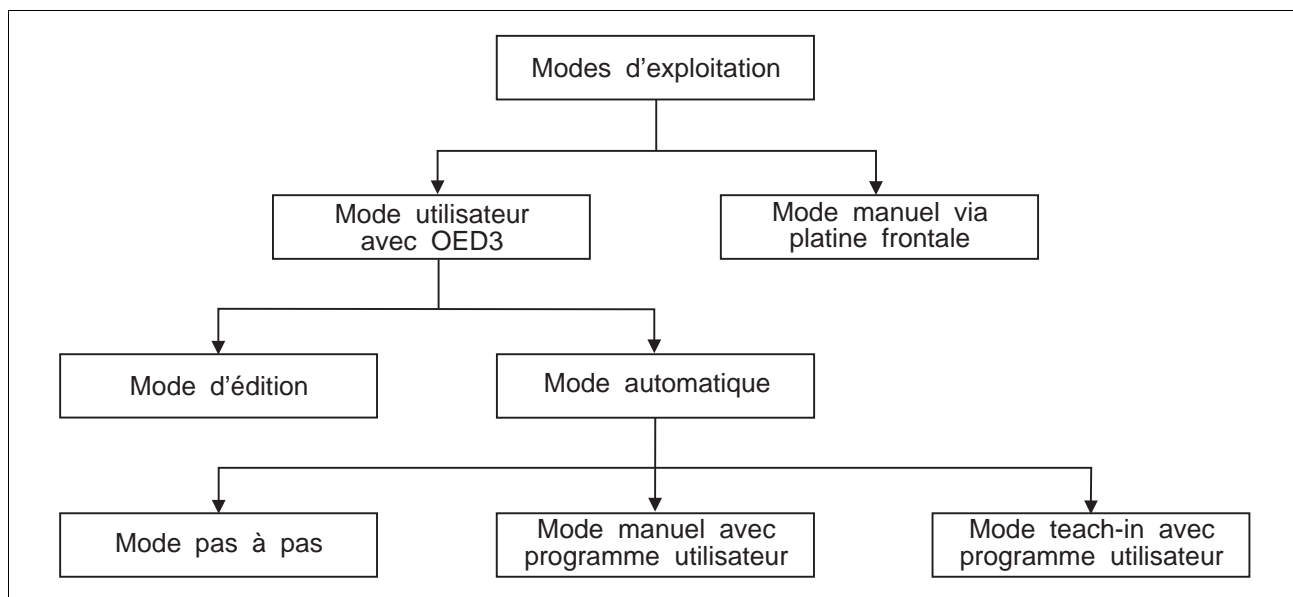 Modes d'exploitation
Mode utilisateur
avec OED3
Mode manuel via
platine frontale
Mode d'édition
Mode automatique
Mode pas à pas
Mode manuel avec
programme utilisateur
Mode teach-in avec
programme utilisateur